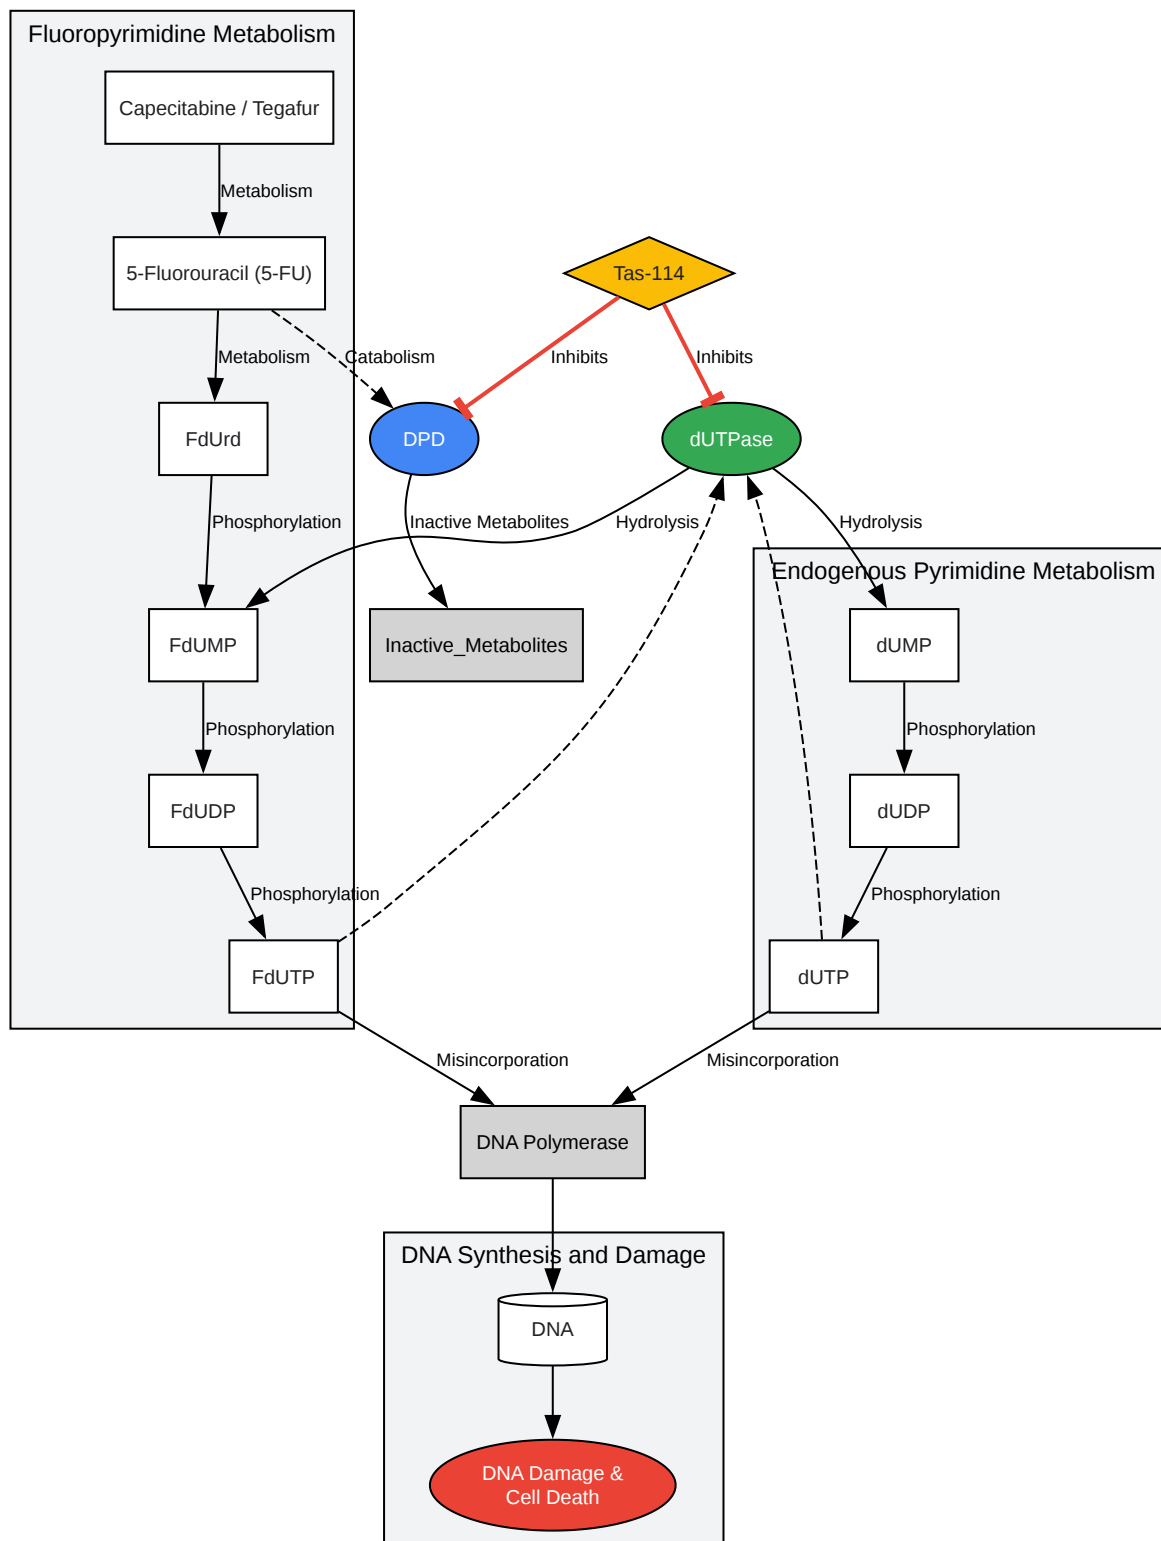 Fluoropyrimidine Metabolism
Capecitabine / Tegafur
Metabolism
5-Fluorouracil (5-FU)
Tas-114
Metabolism
Catabolism
Inhibits
Inhibits
FdUrd
DPD
dUTPase
Phosphorylation
Inactive Metabolites
Hydrolysis
Hydrolysis
Endogenous Pyrimidine Metabolism
FdUMP
Inactive_Metabolites
dUMP
Phosphorylation
Phosphorylation
FdUDP
dUDP
Phosphorylation
Phosphorylation
FdUTP
dUTP
Misincorporation
Misincorporation
DNA Polymerase
DNA Synthesis and Damage
DNA
DNA Damage &
Cell Death